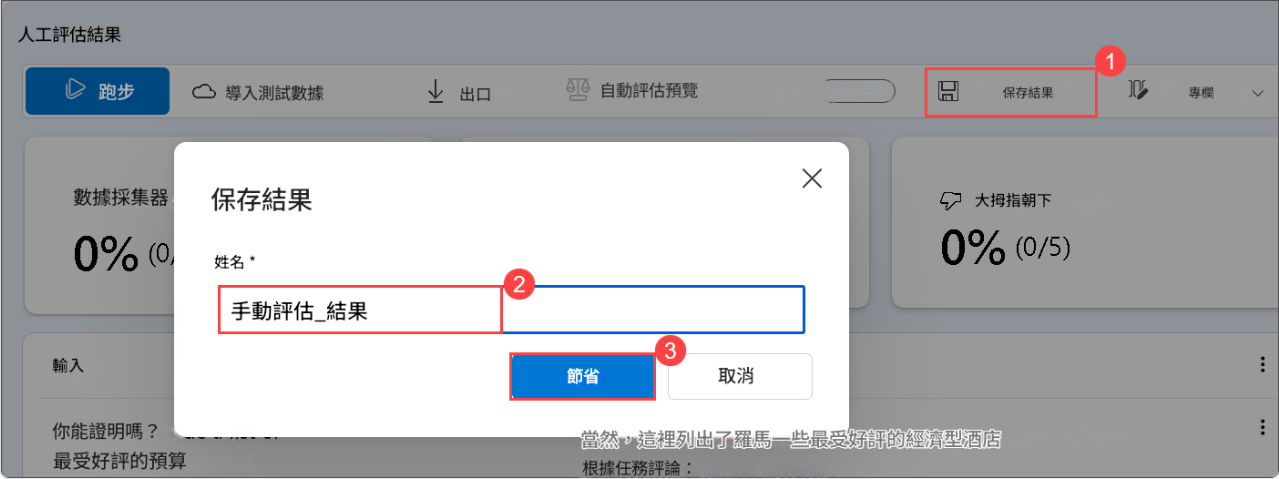 人工評估結果
跑步
導入測試數據
出口
自動評估預覽
1
保存結果
專欄
數據採集器
0% (0/
大拇指朝下
0% (0/5)
保存結果
姓名 *
2
手動評估_結果
3
節省
取消
輸入
你能證明嗎？
最受好評的預算
當然，這裡列出了羅馬一些最受好評的經濟型酒店
根據任務評論：